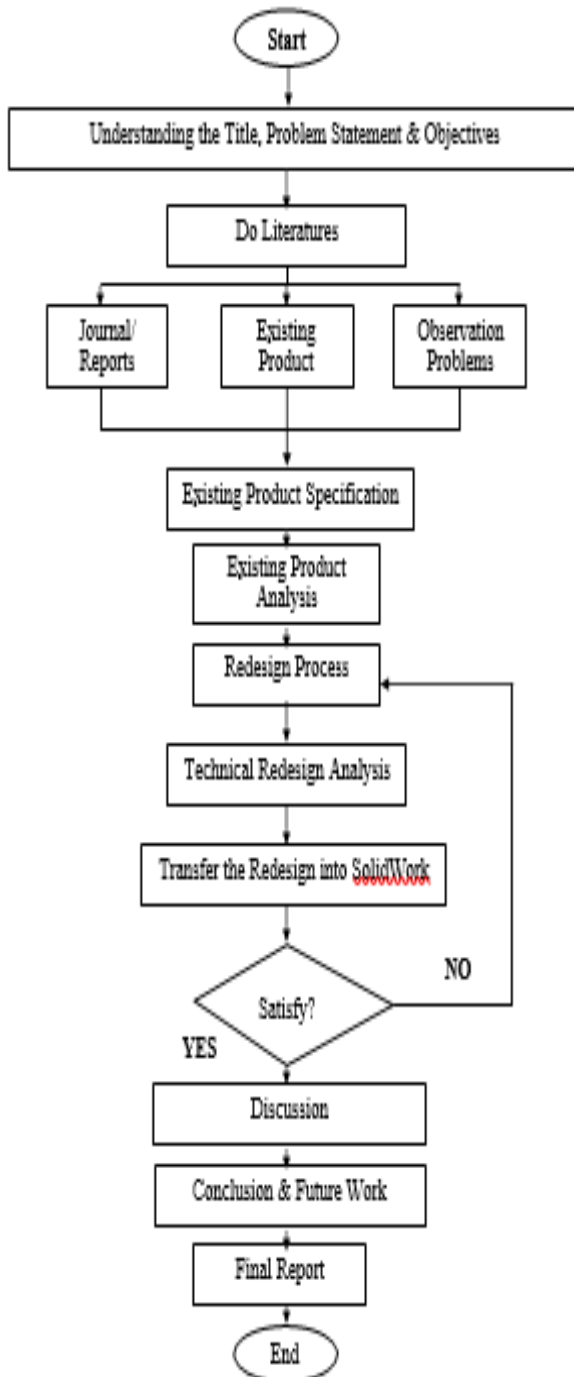 Start
Understanding the Title, Problem Statement & Objectives
Do Literatures
Journal/
Reports
Existing
Product
Observation
Problems
Existing Product Specification
Existing Product
Analysis
Redesign Process
Technical Redesign Analysis
Transfer the Redesign into SolidWork
NO
Satisfy?
YES
Discussion
Conclusion & Future Work
Final Report
End